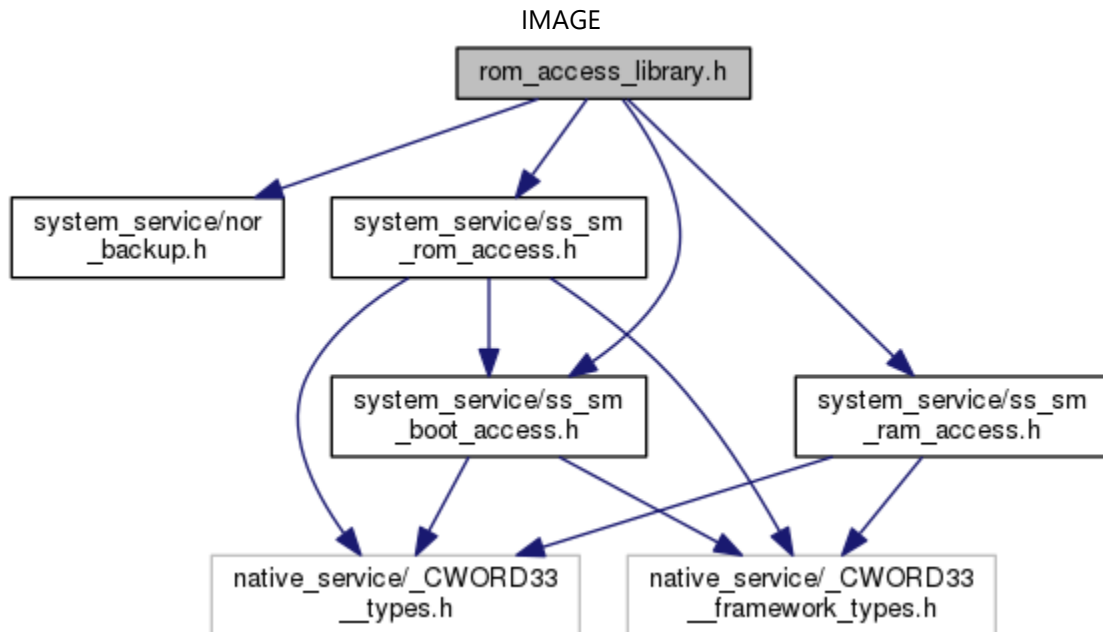 IMAGE
rom_access_library.h
system_service/nor
_backup.h
system_service/ss_sm
_rom_access.h
system_service/ss_sm
_boot_access.h
system_service/ss_sm
_ram_access.h
native_service/_CWORD33
__types.h
native_service/_CWORD33
__framework_types.h